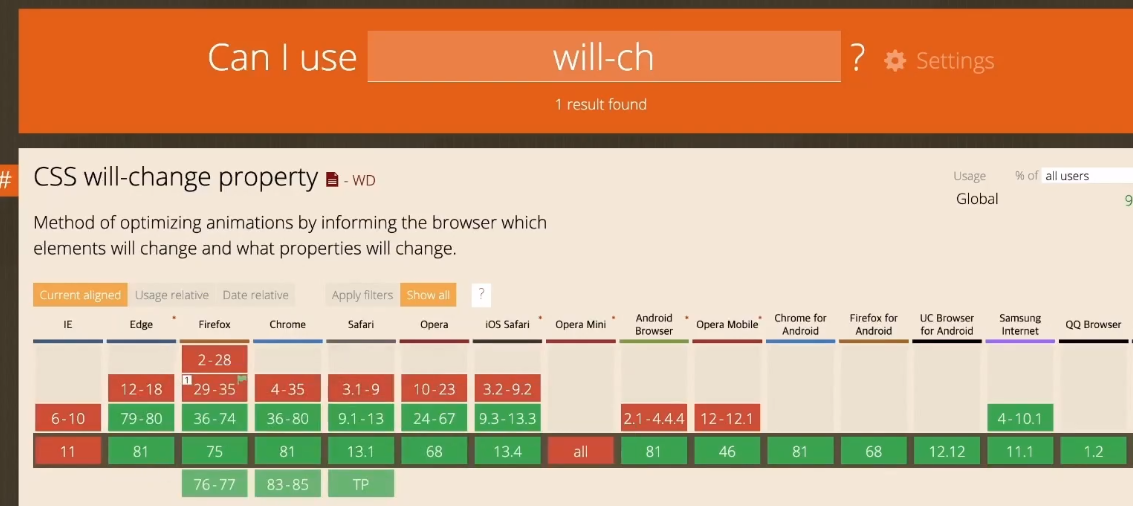 Can I use will-ch ? Settings
1 result found
#
CSS will-change property - WD
Usage % of all users
Global 9
Method of optimizing animations by informing the browser which
elements will change and what properties will change.
Current aligned Usage relative Date relative Apply filters Show all ?
IE Edge * Firefox Chrome Safari Opera iOS Safari * Opera Mini * Android Browser * Opera Mobile * Chrome for Android Firefox for Android UC Browser for Android Samsung Internet QQ Browser
2-28
12-18 1 29-35 4-35 3.1-9 10-23 3.2-9.2
6-10 79-80 36-74 36-80 9.1-13 24-67 9.3-13.3 2.1-4.4.4 12-12.1 4-10.1
11 81 75 81 13.1 68 13.4 all 81 46 81 68 12.12 11.1 1.2
76-77 83-85 TP